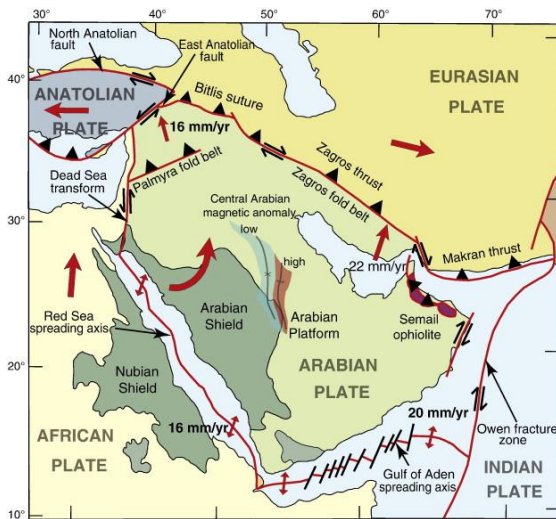 30° 40° 50° 60° 70°
North Anatolian
fault
East Anatolian
fault
40°
EURASIAN
PLATE
ANATOLIAN
PLATE
Bitlis suture
16 mm/yr
Zagros thrust
Zagros fold belt
Dead Sea
transform
Palmyra fold belt
Central Arabian
magnetic anomaly
low
high
30°
22 mm/yr
Makran thrust
Red Sea
spreading axis
Arabian
Shield
Arabian
Platform
Semail
ophiolite
20°
Nubian
Shield
ARABIAN
PLATE
16 mm/yr
20 mm/yr
Owen fracture
zone
AFRICAN
PLATE
Gulf of Aden
spreading axis
INDIAN
PLATE
10°